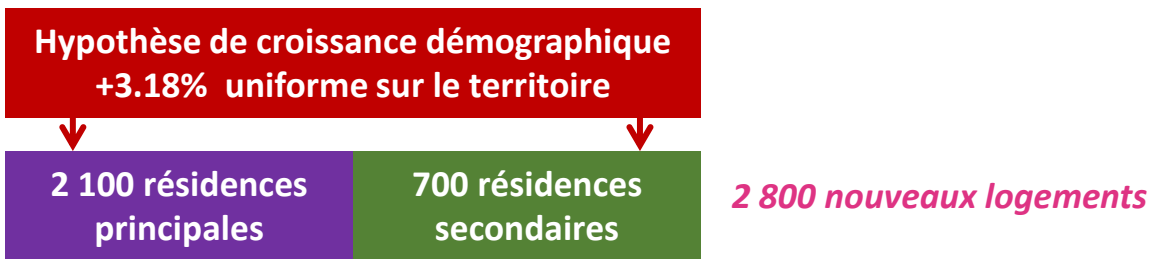 Hypothèse de croissance démographique
+3.18% uniforme sur le territoire
2 100 résidences
principales
700 résidences
secondaires
2 800 nouveaux logements